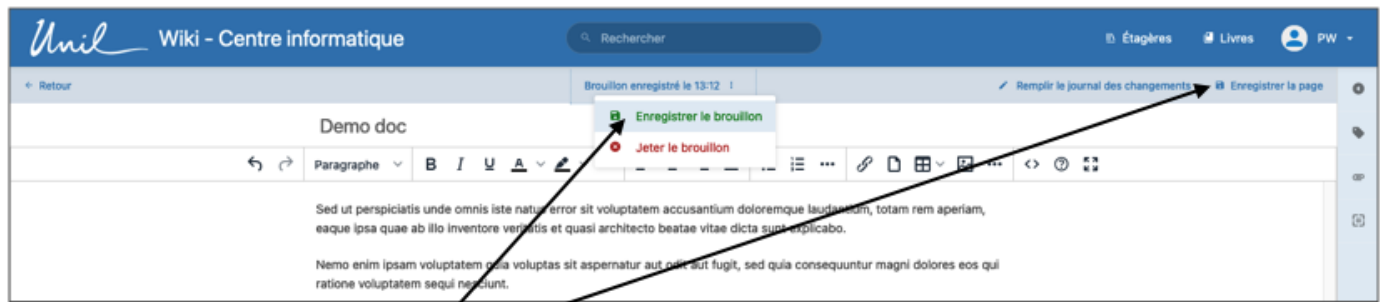 Unil Wiki - Centre informatique Rechercher Étagères Livres PW
Retour Brouillon enregistré le 13:12 Remplir le journal des changements Enregistrer la page
Enregistrer le brouillon
Jeter le brouillon
Demo doc
Paragraphe B I U A
Sed ut perspiciatis unde omnis iste natus error sit voluptatem accusantium doloremque laudantium, totam rem aperiam,
eaque ipsa quae ab illo inventore veritatis et quasi architecto beatae vitae dicta sunt explicabo.
Nemo enim ipsam voluptatem quia voluptas sit aspernatur aut odit aut fugit, sed quia consequuntur magni dolores eos qui
ratione voluptatem sequi nesciunt.